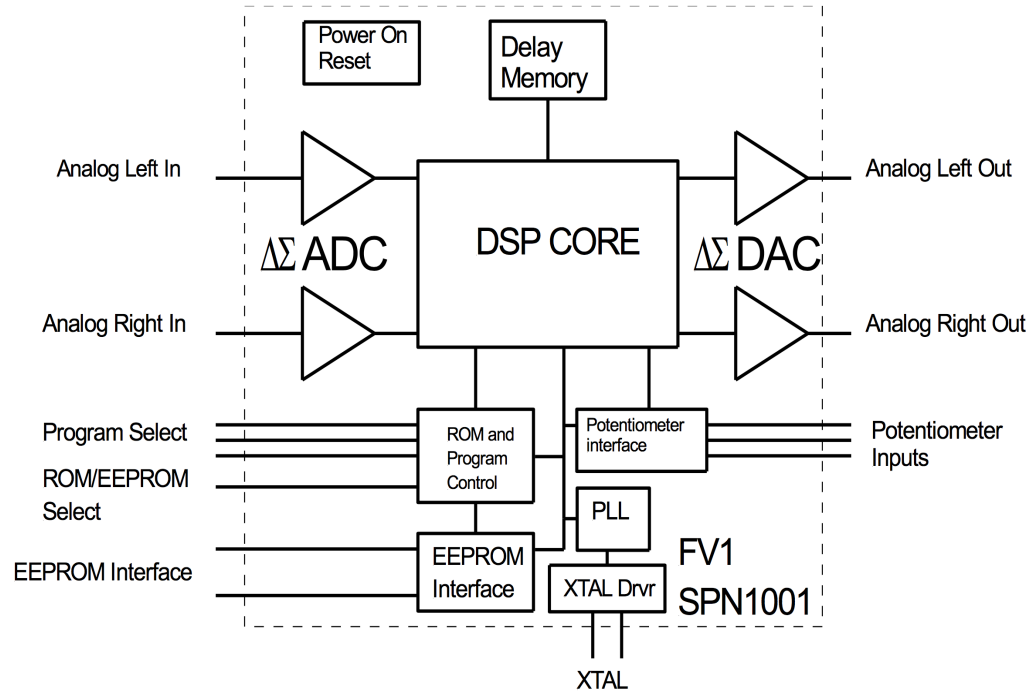 Power On
Reset
Delay
Memory
Analog Left In
Analog Left Out
DSP CORE
ΔΣ ADC
ΔΣ DAC
Analog Right In
Analog Right Out
Program Select
ROM/EEPROM
Select
ROM and
Program
Control
Potentiometer
interface
Potentiometer
Inputs
EEPROM Interface
EEPROM
Interface
PLL
XTAL Drvr
FV1
SPN1001
XTAL